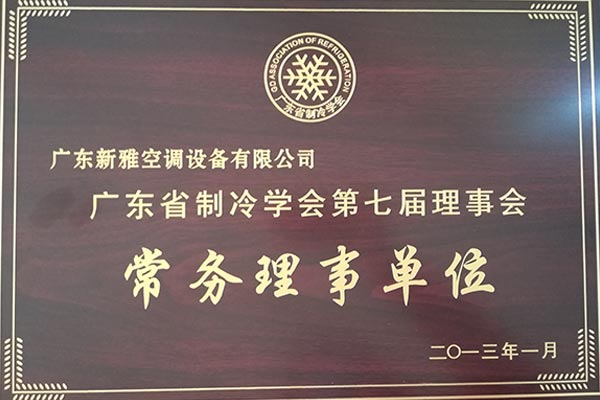 GD ASSOCIATION OF REFRIGERATION
广东省制冷学会
广东新雅空调设备有限公司
广东省制冷学会第七届理事会
常务理事单位
二〇一三年一月